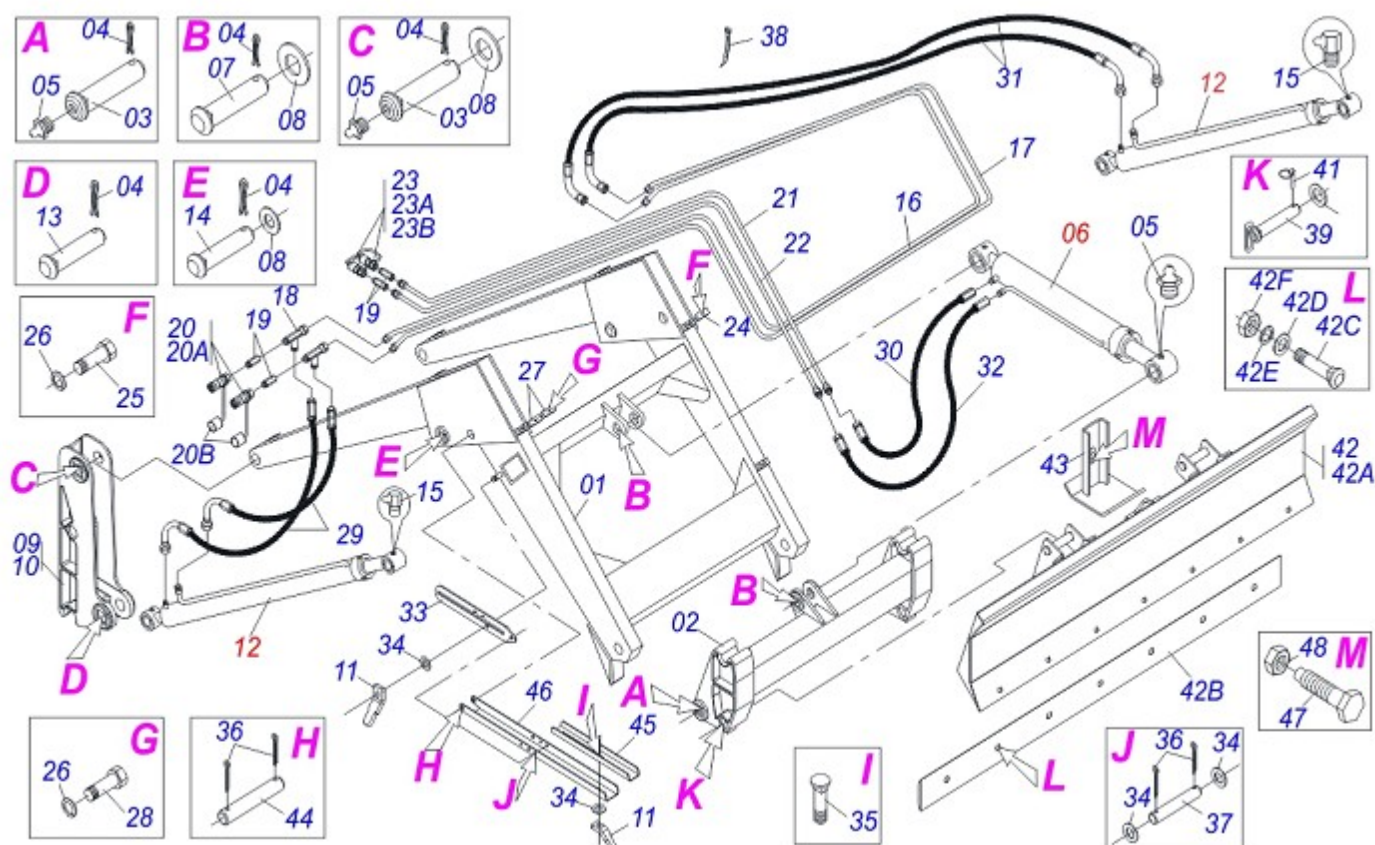 A
04
05
03
B
04
07
08
C
04
05
03
08
38
31
15
12
D
04
13
E
04
14
08
23
23A
23B
21
22
17
16
K
41
39
06
05
F
26
25
18
19
20
20A
20B
19
F
24
27
G
E
B
01
30
32
L
42F
42D
42C
42E
M
43
42
42A
C
09
10
D
15
29
12
33
34
11
B
02
A
I
46
45
H
J
K
34
11
42B
L
M
48
47
G
26
28
H
36
44
I
35
J
36
34
34
37